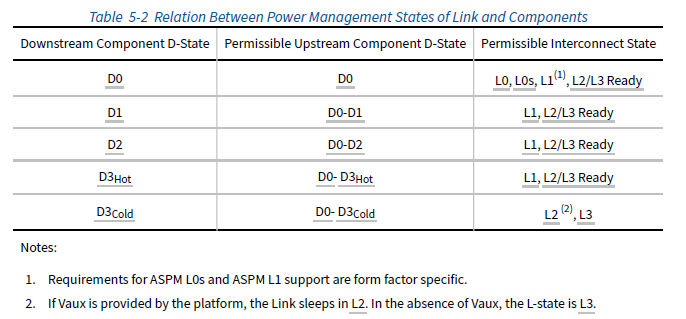 Table 5-2 Relation Between Power Management States of Link and Components
Downstream Component D-State Permissible Upstream Component D-State Permissible Interconnect State
D0 D0 L0, L0s, L1(1), L2/L3 Ready
D1 D0-D1 L1, L2/L3 Ready
D2 D0-D2 L1, L2/L3 Ready
D3Hot D0- D3Hot L1, L2/L3 Ready
D3Cold D0- D3Cold L2 (2), L3
Notes:
1. Requirements for ASPM L0s and ASPM L1 support are form factor specific.
2. If Vaux is provided by the platform, the Link sleeps in L2. In the absence of Vaux, the L-state is L3.